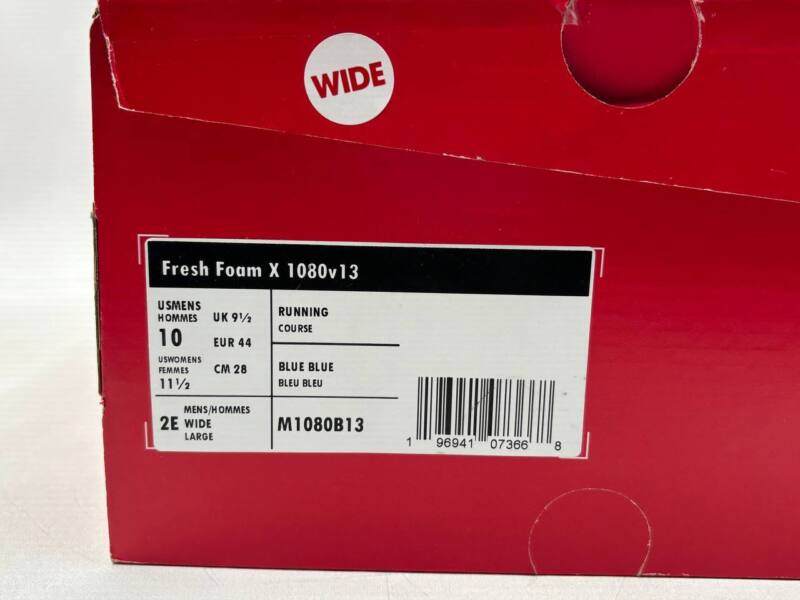 WIDE
Fresh Foam X 1080v13
USMENS
HOMMES
10
USWOMENS
FEMMES
11½
UK 9½
EUR 44
CM 28
RUNNING
COURSE
BLUE BLUE
BLEU BLEU
2E
MENS/HOMMES
WIDE
LARGE
M1080B13
1 96941 07366 8